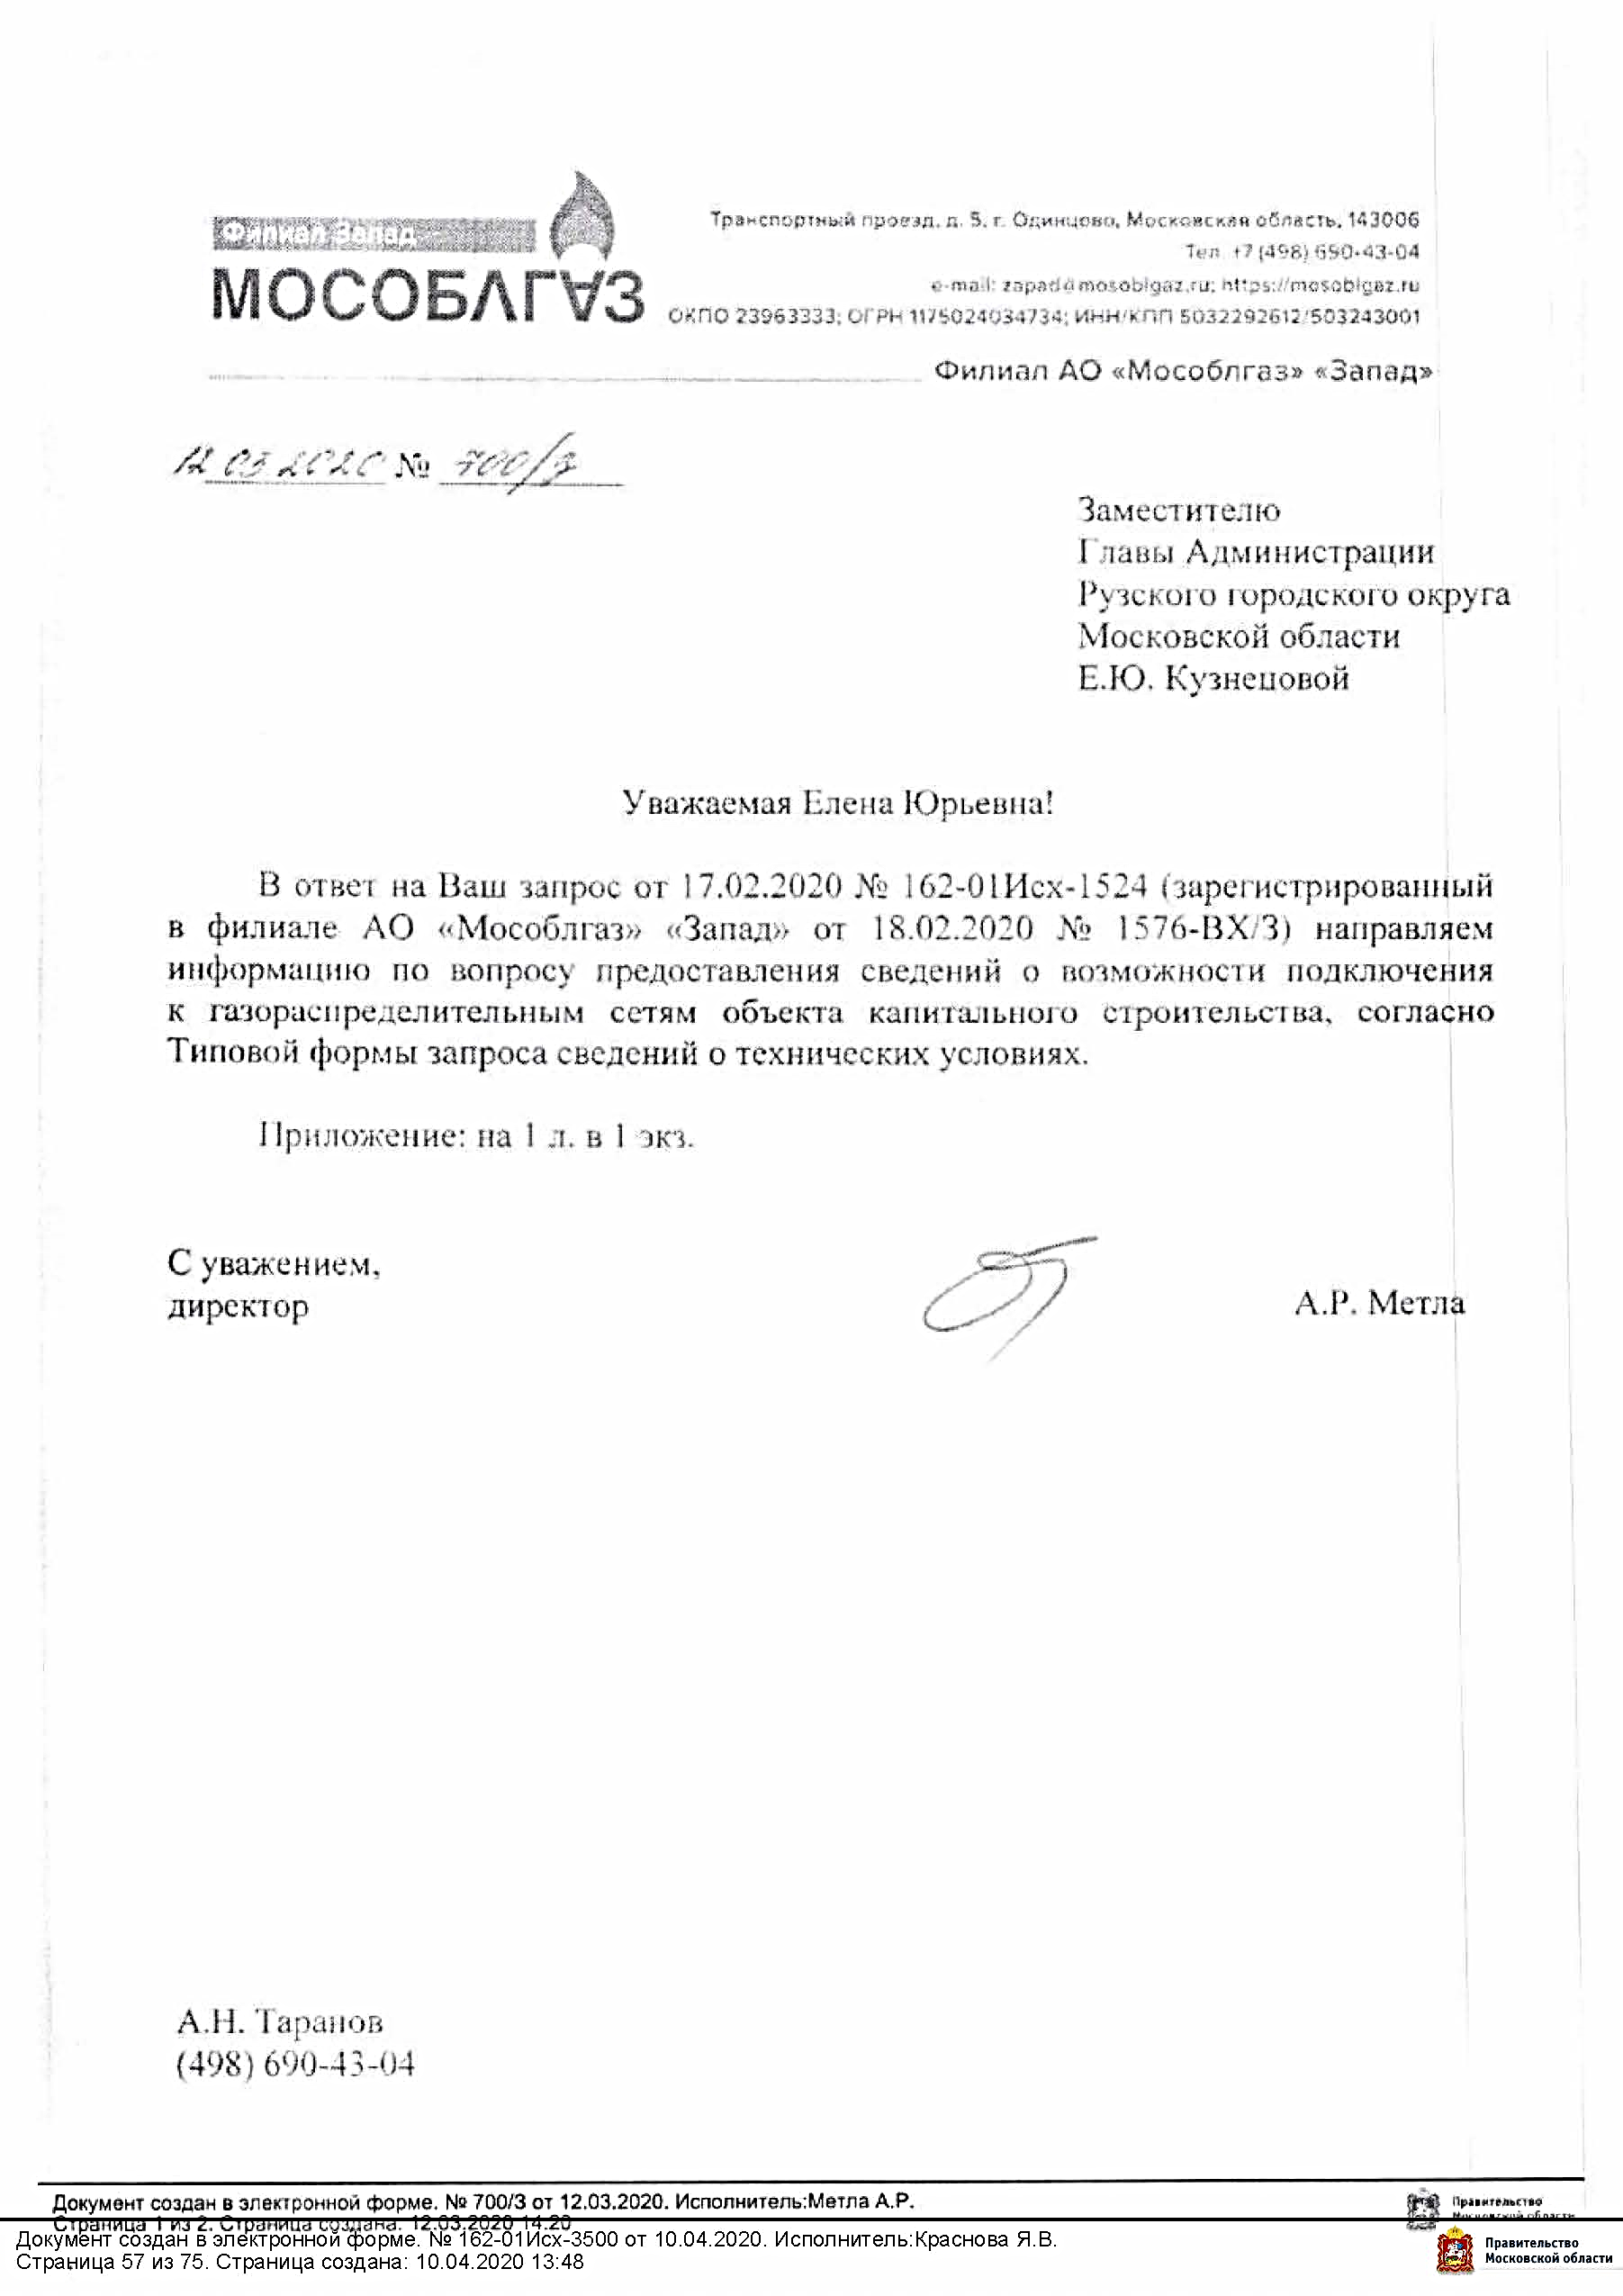 Филиал Запад
МОСОБЛГАЗ
Транспортный проезд, д. 5, г. Одинцово, Московская область, 143006
Тел. +7 (498) 690-43-04
e-mail: zapad@mosoblgaz.ru; https://mosoblgaz.ru
ОКПО 23963333; ОГРН 1175024034734; ИНН/КПП 5032292612/503243001
Филиал АО «Мособлгаз» «Запад»
12 03 2020 № 700/З
Заместителю
Главы Администрации
Рузского городского округа
Московской области
Е.Ю. Кузнецовой
Уважаемая Елена Юрьевна!
В ответ на Ваш запрос от 17.02.2020 № 162-01Исх-1524 (зарегистрированный
в филиале АО «Мособлгаз» «Запад» от 18.02.2020 № 1576-ВХ/З) направляем
информацию по вопросу предоставления сведений о возможности подключения
к газораспределительным сетям объекта капитального строительства, согласно
Типовой формы запроса сведений о технических условиях.
Приложение: на 1 л. в 1 экз.
С уважением,
директор
А.Р. Метла
А.Н. Таранов
(498) 690-43-04
Документ создан в электронной форме. № 700/З от 12.03.2020. Исполнитель:Метла А.Р.
Страница 1 из 2. Страница создана: 12.03.2020 14:20
Правительство
Московской области
Документ создан в электронной форме. № 162-01Исх-3500 от 10.04.2020. Исполнитель:Краснова Я.В.
Страница 57 из 75. Страница создана: 10.04.2020 13:48
Правительство
Московской области